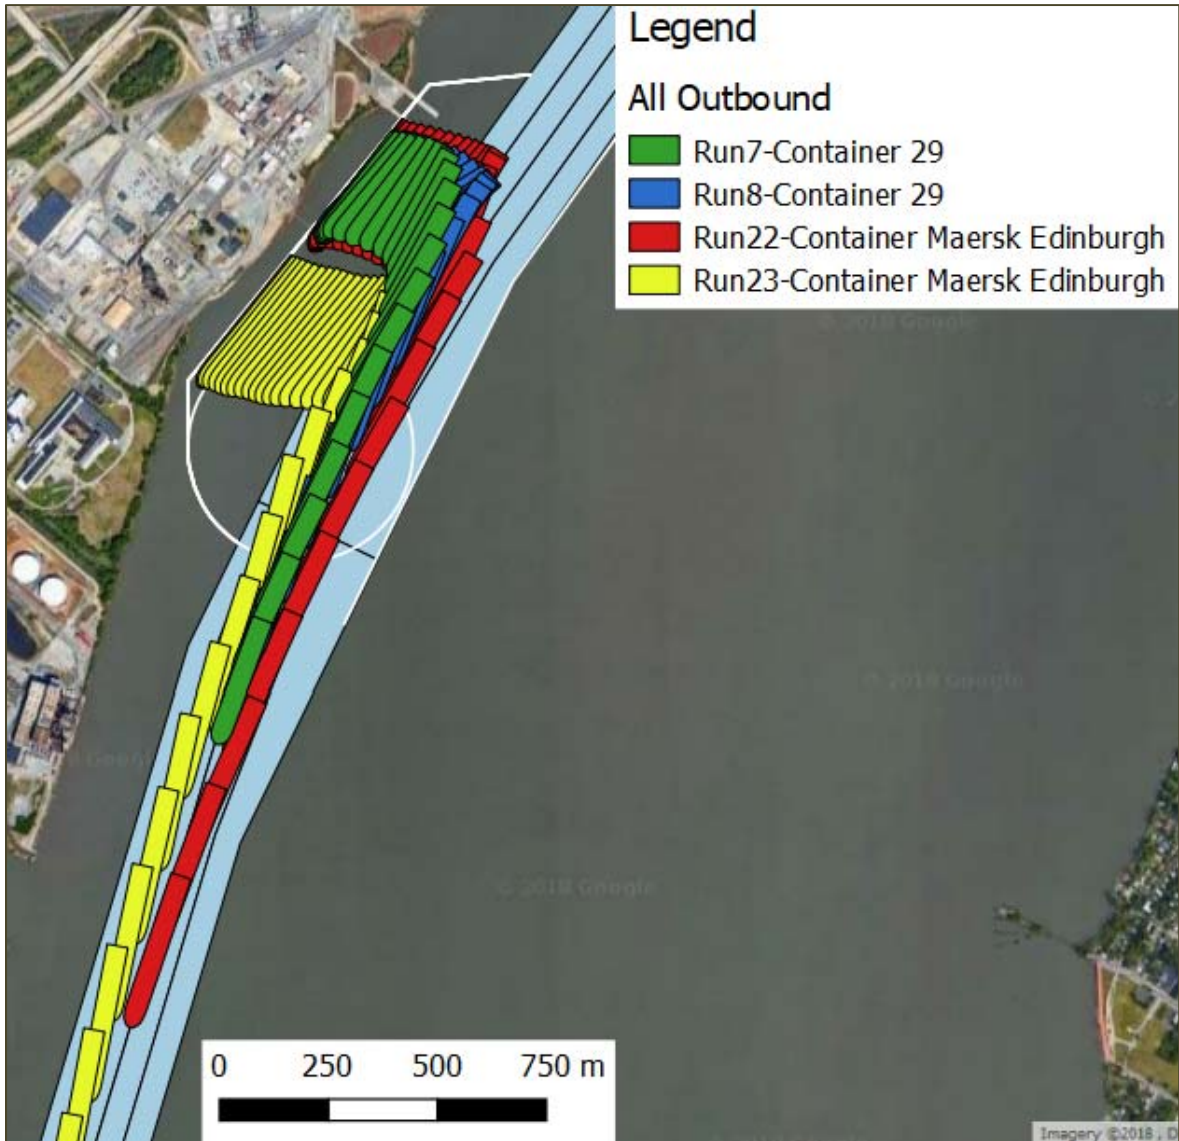 Legend
All Outbound
Run7-Container 29
Run8-Container 29
Run22-Container Maersk Edinburgh
Run23-Container Maersk Edinburgh
© 2018 Google
© 2018 Google
Google
© 2018 Google
0 250 500 750 m
Imagery ©2018 , D